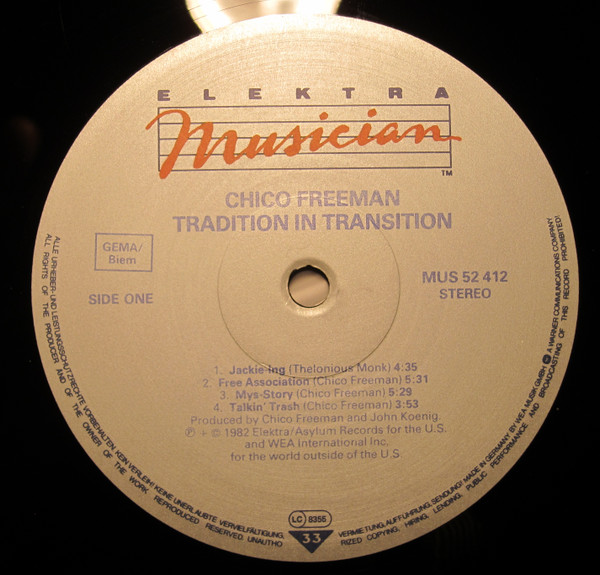 ELEKTRA
Musician
TM
CHICO FREEMAN
TRADITION IN TRANSITION
GEMA/
Biem
SIDE ONE
MUS 52 412
STEREO
1. Jackie-ing (Thelonious Monk) 4:35
2. Free Association (Chico Freeman) 5:31
3. Mys-Story (Chico Freeman) 5:29
4. Talkin' Trash (Chico Freeman) 3:53
Produced by Chico Freeman and John Koenig.
Ⓟ + © 1982 Elektra/Asylum Records for the U.S.
and WEA International Inc.
for the world outside of the U.S
LC 8355
33
ALLE URHEBER- UND LEISTUNGSSCHUTZRECHTE VORBEHALTEN. KEIN VERLEIH! KEINE UNERLAUBTE VERVIELFÄLTIGUNG, VERMIETUNG, AUFFÜHRUNG, SENDUNG! MADE IN GERMANY BY WEA MUSIK GMBH. A WARNER COMMUNICATIONS COMPANY
ALL RIGHTS OF THE PRODUCER AND OF THE OWNER OF THE WORK REPRODUCED RESERVED. UNAUTHORIZED COPYING, HIRING, LENDING, PUBLIC PERFORMANCE AND BROADCASTING OF THIS RECORD PROHIBITED!